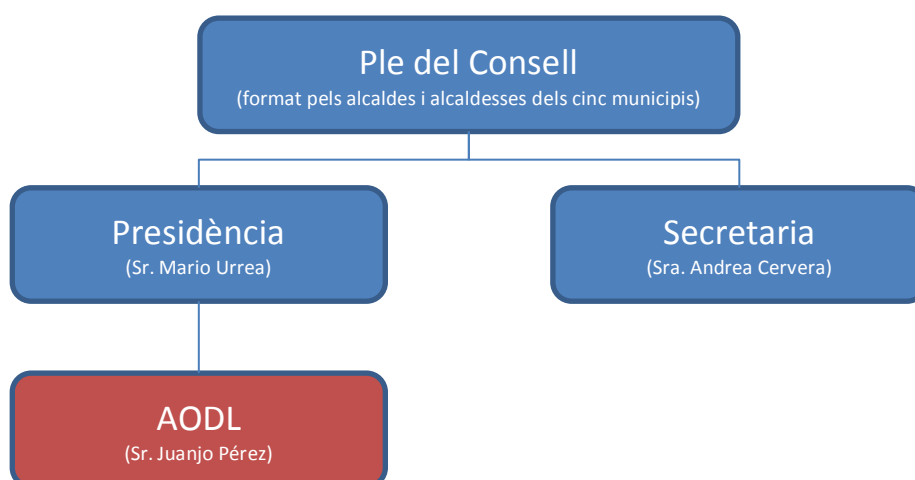 Ple del Consell
(format pels alcaldes i alcaldesses dels cinc municipis)
Presidència
(Sr. Mario Urrea)
Secretaria
(Sra. Andrea Cervera)
AODL
(Sr. Juanjo Pérez)